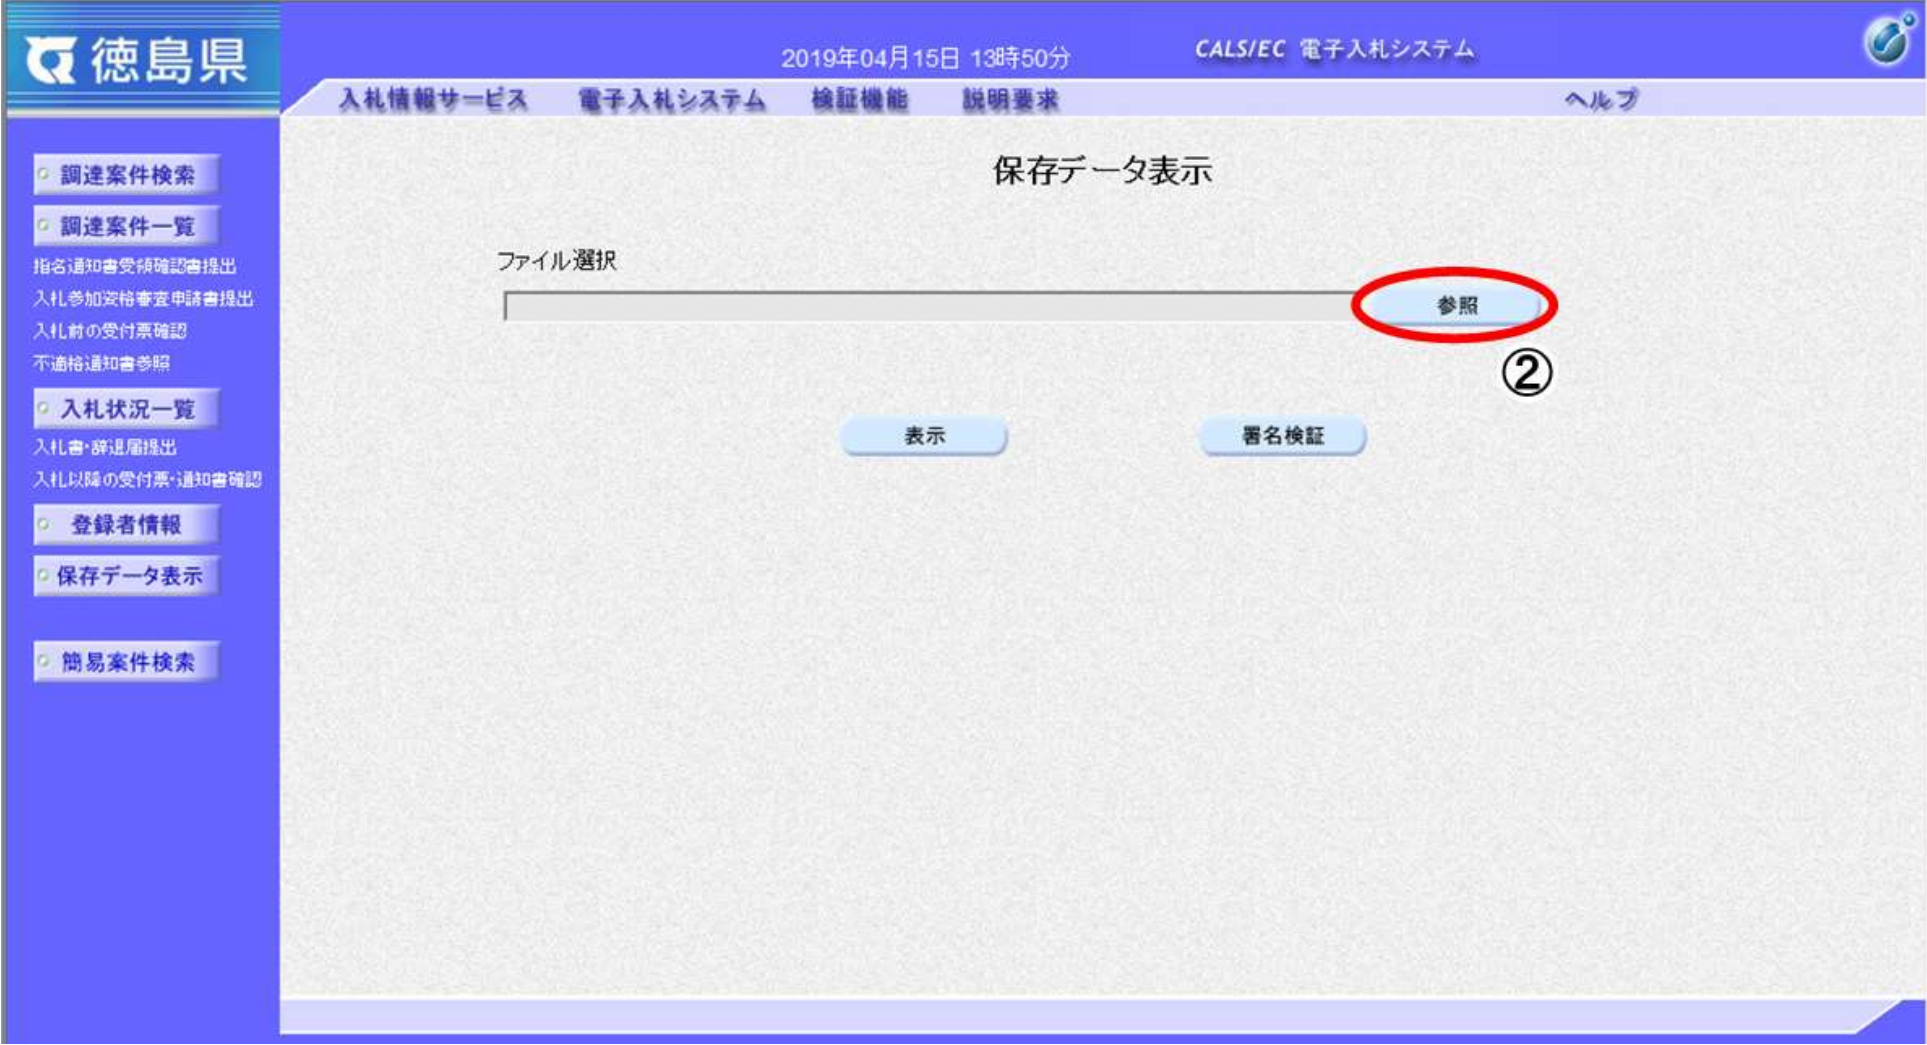 徳島県
2019年04月15日 13時50分
CALS/EC 電子入札システム
入札情報サービス 電子入札システム 検証機能 説明要求 ヘルプ
調達案件検索
調達案件一覧
指名通知書受領確認書提出
入札参加資格審査申請書提出
入札前の受付票確認
不適格通知書参照
入札状況一覧
入札書・辞退届提出
入札以降の受付票・通知書確認
登録者情報
保存データ表示
簡易案件検索
保存データ表示
ファイル選択
参照
②
表示 署名検証